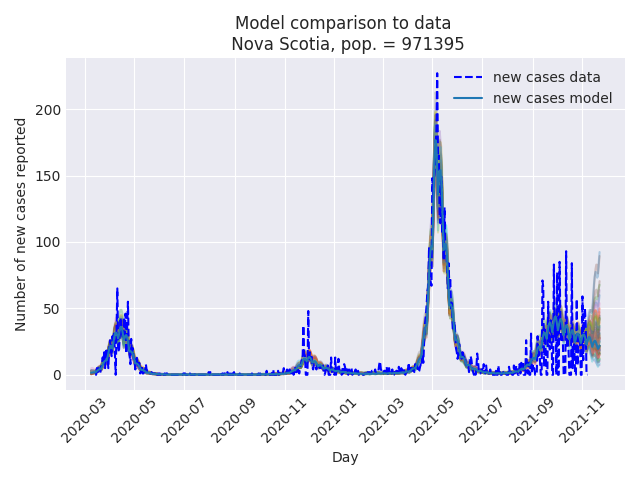 Model comparison to data
Nova Scotia, pop. = 971395
new cases data
new cases model
Number of new cases reported
200
150
100
50
0
2020-03
2020-05
2020-07
2020-09
2020-11
2021-01
2021-03
2021-05
2021-07
2021-09
2021-11
Day